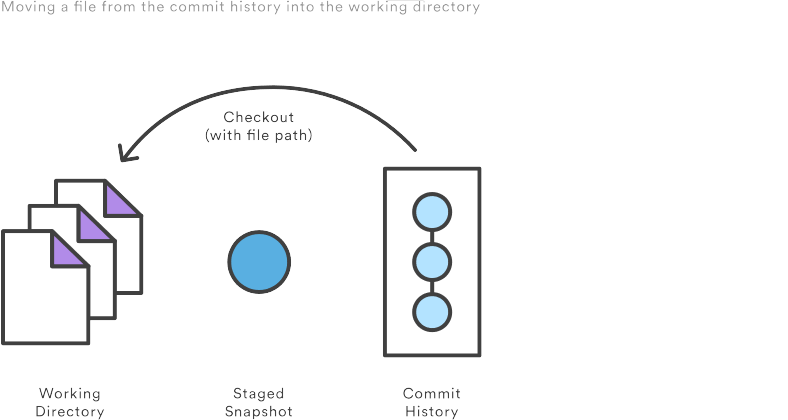 Moving a file from the commit history into the working directory
Checkout
(with file path)
Working
Directory
Staged
Snapshot
Commit
History